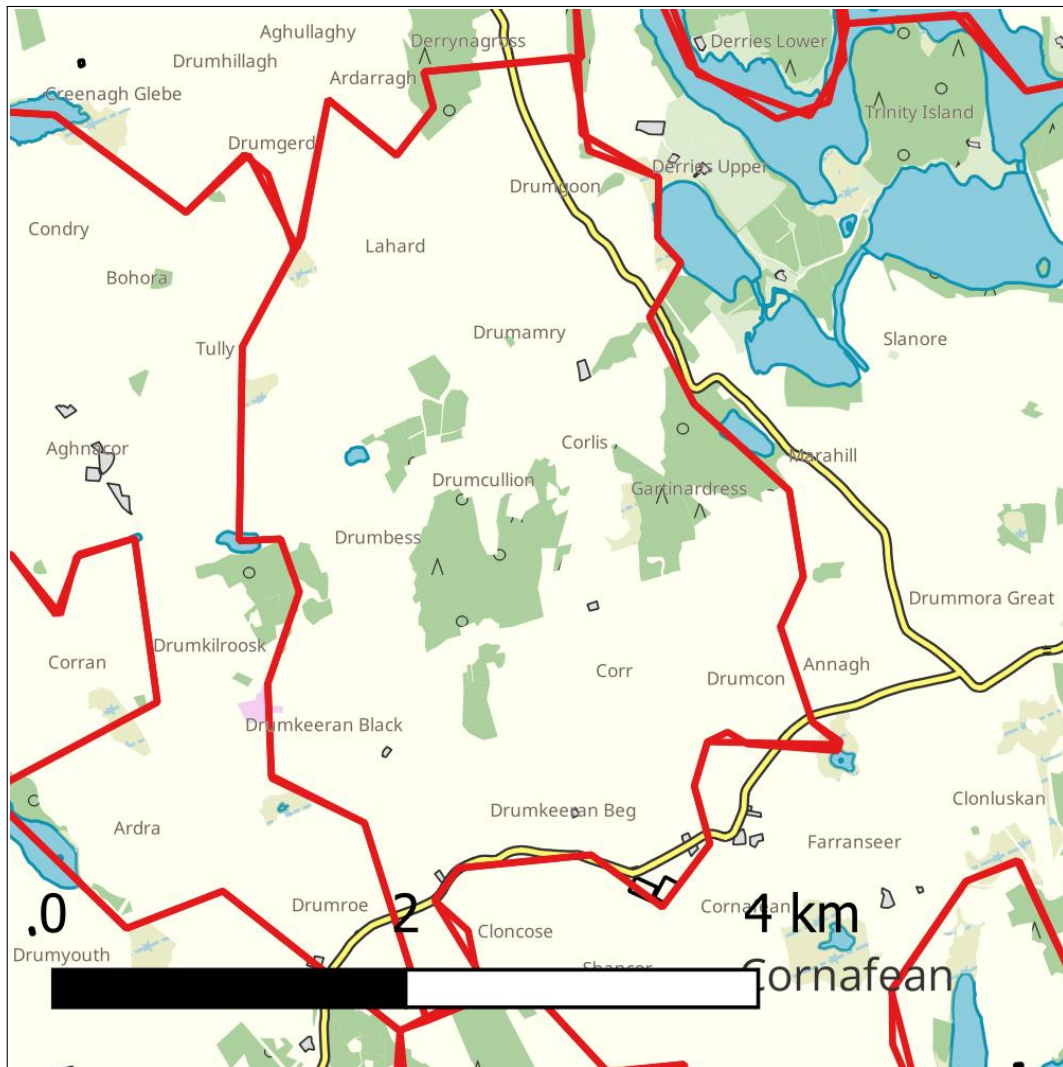 Aghullaghy
Derrynagross
Derries Lower
Drumhillagh
Ardarragh
Creenagh Glebe
Trinity Island
Drumgerd
Derries Upper
Drumgoon
Condry
Lahard
Bohora
Drumamry
Slanore
Tully
Corlis
Aghnacor
Marahill
Drumcullion
Gartinardress
Drumbess
Drummora Great
Drumkilroosk
Corran
Corr
Annagh
Drumcon
Drumkeeran Black
Clonluskan
Drumkeeran Beg
Ardra
Farranseer
Drumroe
Cornafean
0 2 4 km
Cloncose
Drumyouth
Shancor
Cornafean